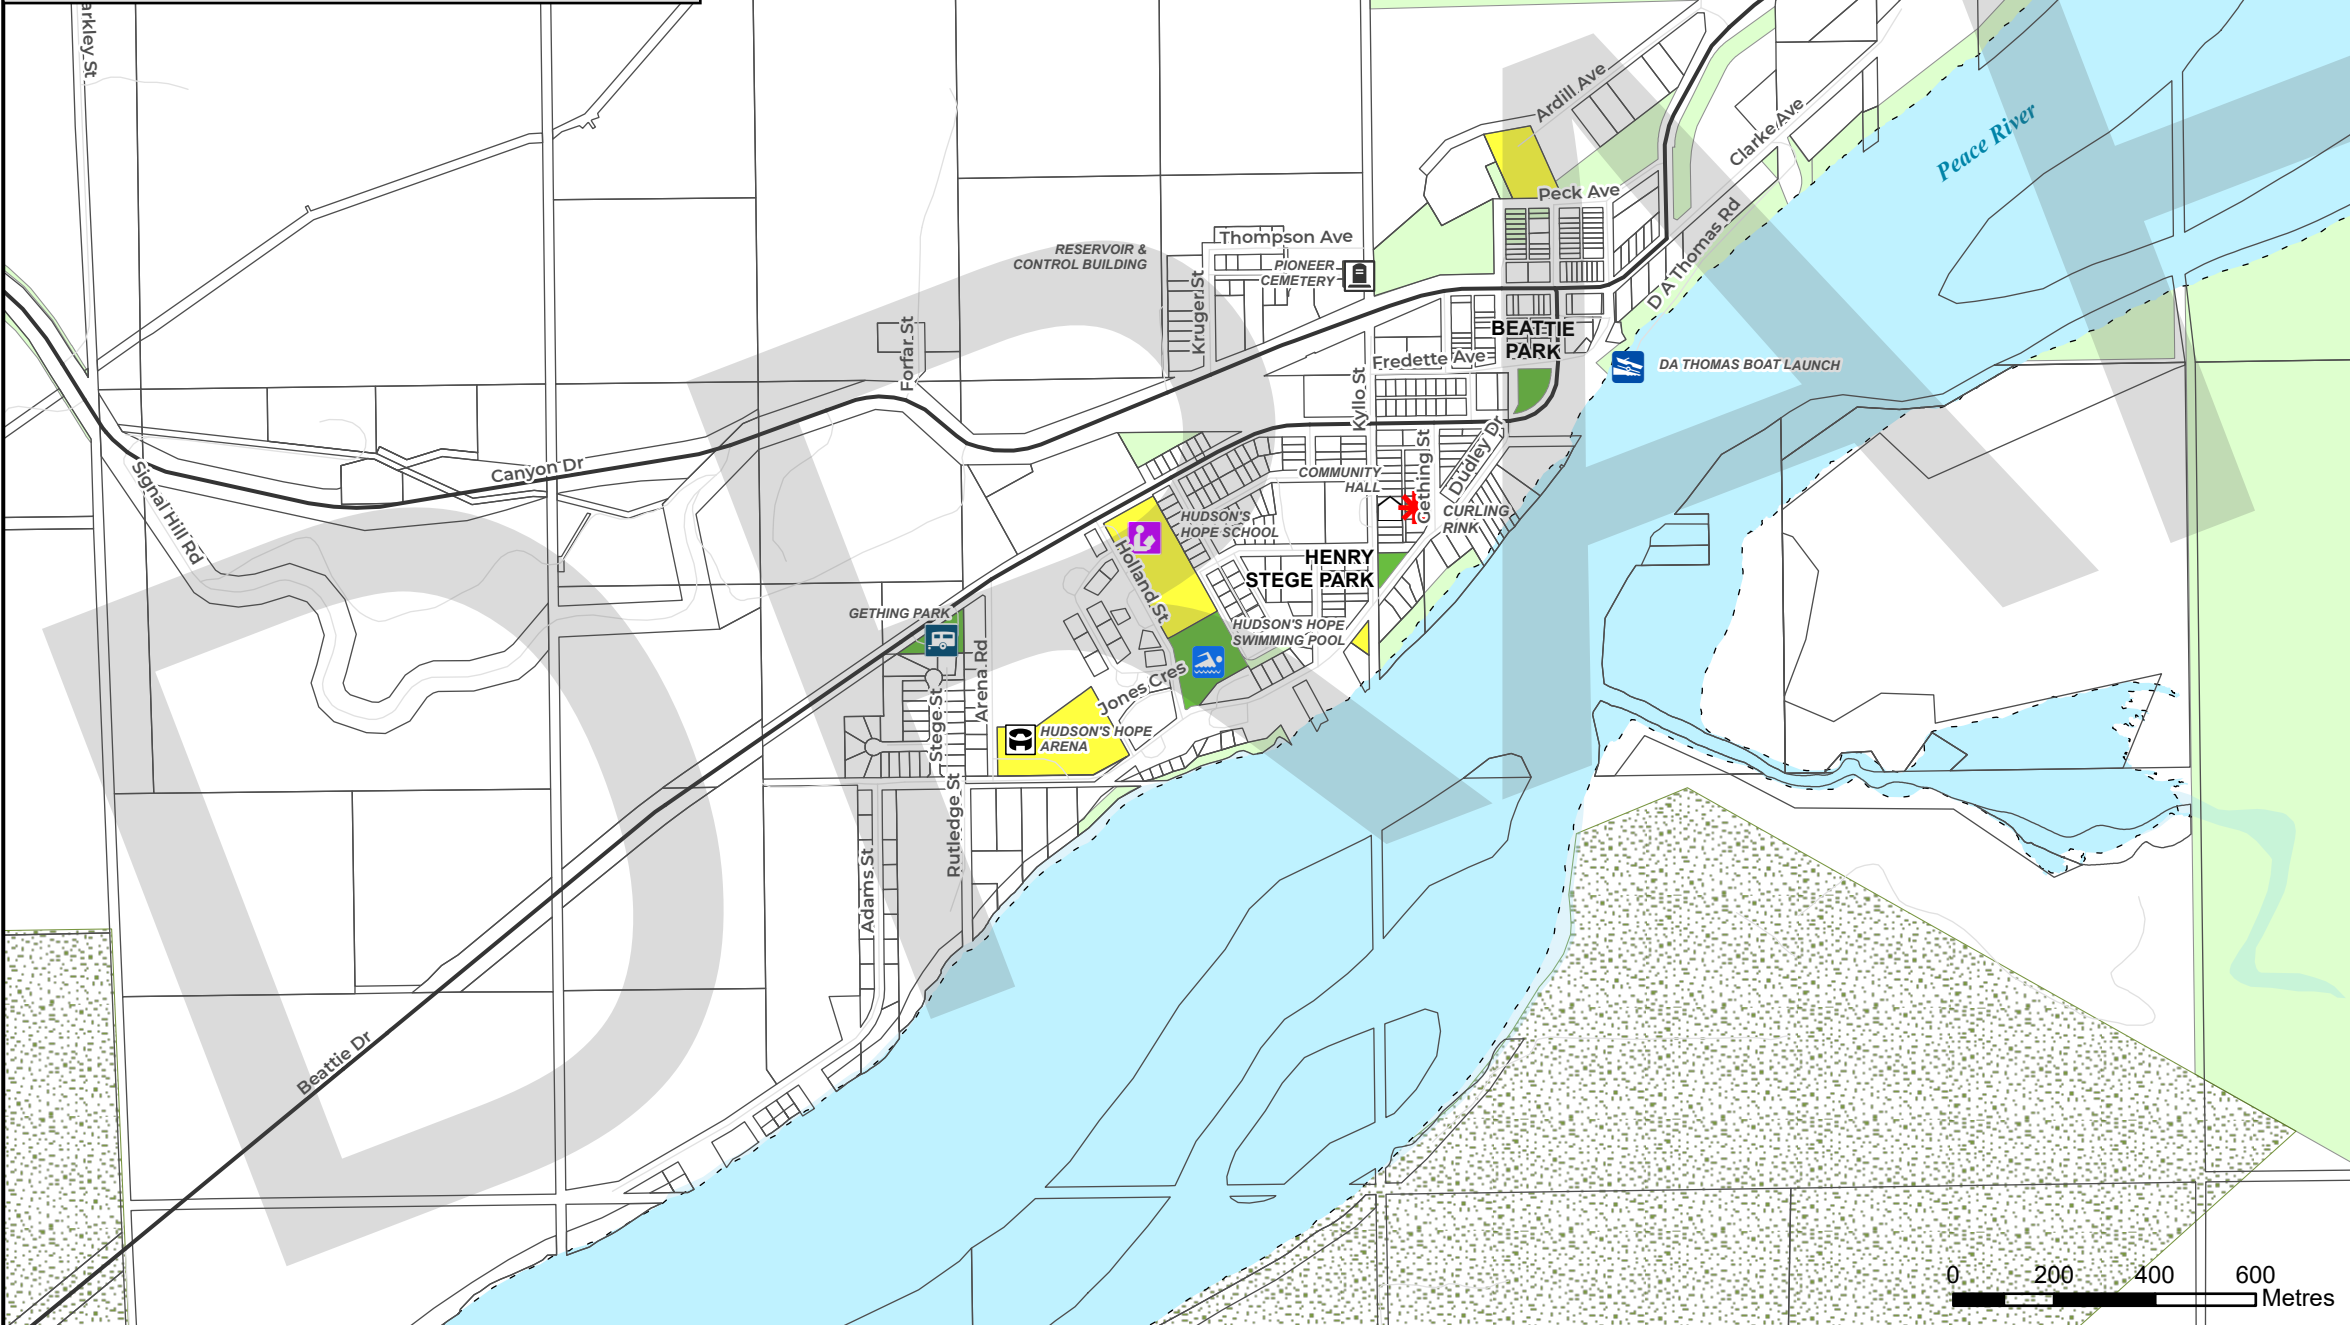 arkley St
Ardill Ave
Clarke Ave
Peace River
Peck Ave
D A Thomas Rd
Thompson Ave
RESERVOIR &
CONTROL BUILDING
PIONEER
CEMETERY
Kruger St
Forfar St
BEATTIE
PARK
Fredette Ave
DA THOMAS BOAT LAUNCH
Kyllo St
Gething St
Dudley Dr
Canyon Dr
Signal Hill Rd
COMMUNITY
HALL
CURLING
RINK
HUDSON'S
HOPE SCHOOL
Holland St
HENRY
STEGE PARK
GETHING PARK
HUDSON'S HOPE
SWIMMING POOL
Arena Rd
Stege St
Jones Cres
HUDSON'S HOPE
ARENA
Rutledge St
Adams St
Beattie Dr
0 200 400 600
Metres